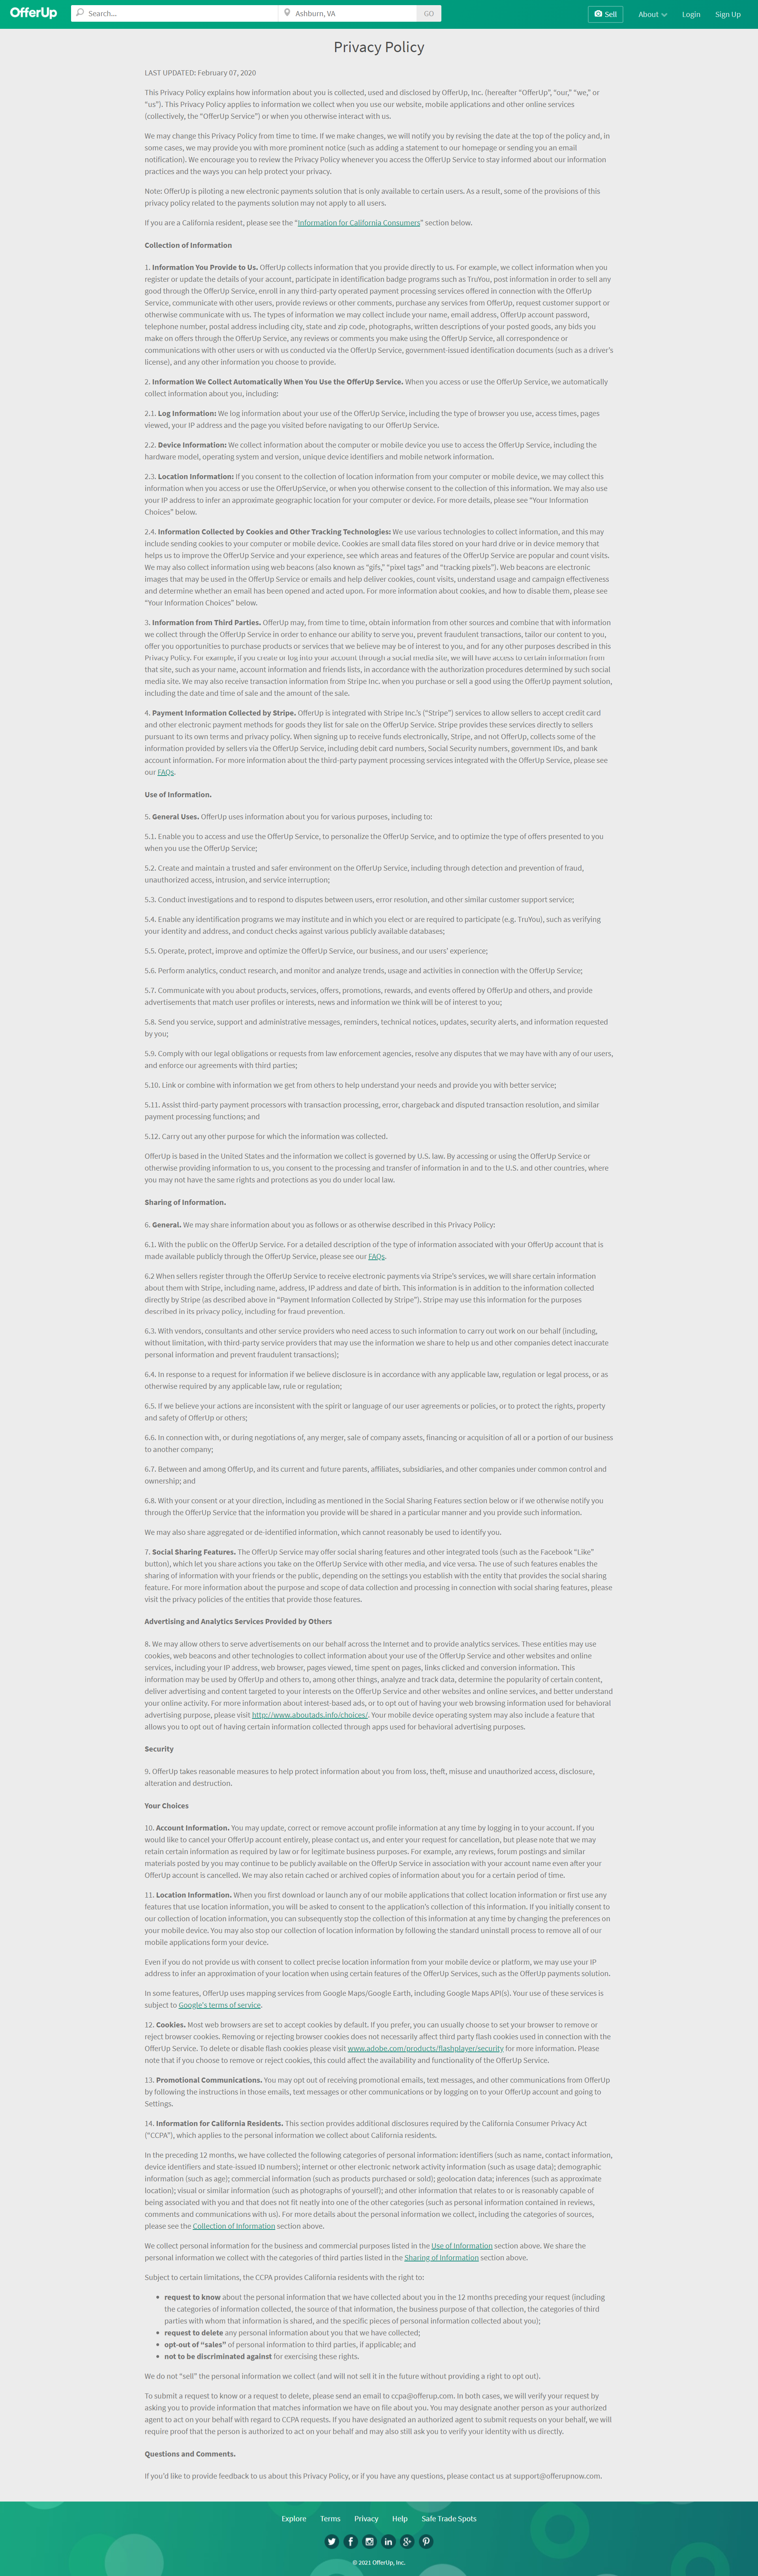 OfferUp
Search...
Ashburn, VA
GO
Sell
About
Login
Sign Up
Privacy Policy
LAST UPDATED: February 07, 2020
This Privacy Policy explains how information about you is collected, used and disclosed by OfferUp, Inc. (hereafter "OfferUp", "our," "we," or
"us"). This Privacy Policy applies to information we collect when you use our website, mobile applications and other online services
(collectively, the "OfferUp Service") or when you otherwise interact with us.
We may change this Privacy Policy from time to time. If we make changes, we will notify you by revising the date at the top of the policy and, in
some cases, we may provide you with more prominent notice (such as adding a statement to our homepage or sending you an email
notification). We encourage you to review the Privacy Policy whenever you access the OfferUp Service to stay informed about our information
practices and the ways you can help protect your privacy.
Note: OfferUp is piloting a new electronic payments solution that is only available to certain users. As a result, some of the provisions of this
privacy policy related to the payments solution may not apply to all users.
If you are a California resident, please see the "Information for California Consumers" section below.
Collection of Information
1. Information You Provide to Us. OfferUp collects information that you provide directly to us. For example, we collect information when you
register or update the details of your account, participate in identification badge programs such as TruYou, post information in order to sell any
good through the OfferUp Service, enroll in any third-party operated payment processing services offered in connection with the OfferUp
Service, communicate with other users, provide reviews or other comments, purchase any services from OfferUp, request customer support or
otherwise communicate with us. The types of information we may collect include your name, email address, OfferUp account password,
telephone number, postal address including city, state and zip code, photographs, written descriptions of your posted goods, any bids you
make on offers through the OfferUp Service, any reviews or comments you make using the OfferUp Service, all correspondence or
communications with other users or with us conducted via the OfferUp Service, government-issued identification documents (such as a driver's
license), and any other information you choose to provide.
2. Information We Collect Automatically When You Use the OfferUp Service. When you access or use the OfferUp Service, we automatically
collect information about you, including:
2.1. Log Information: We log information about your use of the OfferUp Service, including the type of browser you use, access times, pages
viewed, your IP address and the page you visited before navigating to our OfferUp Service.
2.2. Device Information: We collect information about the computer or mobile device you use to access the OfferUp Service, including the
hardware model, operating system and version, unique device identifiers and mobile network information.
2.3. Location Information: If you consent to the collection of location information from your computer or mobile device, we may collect this
information when you access or use the OfferUpService, or when you otherwise consent to the collection of this information. We may also use
your IP address to infer an approximate geographic location for your computer or device. For more details, please see "Your Information
Choices" below.
2.4. Information Collected by Cookies and Other Tracking Technologies: We use various technologies to collect information, and this may
include sending cookies to your computer or mobile device. Cookies are small data files stored on your hard drive or in device memory that
helps us to improve the OfferUp Service and your experience, see which areas and features of the OfferUp Service are popular and count visits.
We may also collect information using web beacons (also known as "gifs," "pixel tags" and "tracking pixels"). Web beacons are electronic
images that may be used in the OfferUp Service or emails and help deliver cookies, count visits, understand usage and campaign effectiveness
and determine whether an email has been opened and acted upon. For more information about cookies, and how to disable them, please see
"Your Information Choices" below.
3. Information from Third Parties. OfferUp may, from time to time, obtain information from other sources and combine that with information
we collect through the OfferUp Service in order to enhance our ability to serve you, prevent fraudulent transactions, tailor our content to you,
offer you opportunities to purchase products or services that we believe may be of interest to you, and for any other purposes described in this
Privacy Policy. For example, if you create or log into your account through a social media site, we will have access to certain information from
that site, such as your name, account information and friends lists, in accordance with the authorization procedures determined by such social
media site. We may also receive transaction information from Stripe Inc. when you purchase or sell a good using the OfferUp payment solution,
including the date and time of sale and the amount of the sale.
4. Payment Information Collected by Stripe. OfferUp is integrated with Stripe Inc.'s ("Stripe") services to allow sellers to accept credit card
and other electronic payment methods for goods they list for sale on the OfferUp Service. Stripe provides these services directly to sellers
pursuant to its own terms and privacy policy. When signing up to receive funds electronically, Stripe, and not OfferUp, collects some of the
information provided by sellers via the OfferUp Service, including debit card numbers, Social Security numbers, government IDs, and bank
account information. For more information about the third-party payment processing services integrated with the OfferUp Service, please see
our FAQs.
Use of Information.
5. General Uses. OfferUp uses information about you for various purposes, including to:
5.1. Enable you to access and use the OfferUp Service, to personalize the OfferUp Service, and to optimize the type of offers presented to you
when you use the OfferUp Service;
5.2. Create and maintain a trusted and safer environment on the OfferUp Service, including through detection and prevention of fraud,
unauthorized access, intrusion, and service interruption;
5.3. Conduct investigations and to respond to disputes between users, error resolution, and other similar customer support service;
5.4. Enable any identification programs we may institute and in which you elect or are required to participate (e.g. TruYou), such as verifying
your identity and address, and conduct checks against various publicly available databases;
5.5. Operate, protect, improve and optimize the OfferUp Service, our business, and our users' experience;
5.6. Perform analytics, conduct research, and monitor and analyze trends, usage and activities in connection with the OfferUp Service;
5.7. Communicate with you about products, services, offers, promotions, rewards, and events offered by OfferUp and others, and provide
advertisements that match user profiles or interests, news and information we think will be of interest to you;
5.8. Send you service, support and administrative messages, reminders, technical notices, updates, security alerts, and information requested
by you;
5.9. Comply with our legal obligations or requests from law enforcement agencies, resolve any disputes that we may have with any of our users,
and enforce our agreements with third parties;
5.10. Link or combine with information we get from others to help understand your needs and provide you with better service;
5.11. Assist third-party payment processors with transaction processing, error, chargeback and disputed transaction resolution, and similar
payment processing functions; and
5.12. Carry out any other purpose for which the information was collected.
OfferUp is based in the United States and the information we collect is governed by U.S. law. By accessing or using the OfferUp Service or
otherwise providing information to us, you consent to the processing and transfer of information in and to the U.S. and other countries, where
you may not have the same rights and protections as you do under local law.
Sharing of Information.
6. General. We may share information about you as follows or as otherwise described in this Privacy Policy:
6.1. With the public on the OfferUp Service. For a detailed description of the type of information associated with your OfferUp account that is
made available publicly through the OfferUp Service, please see our FAQs.
6.2 When sellers register through the OfferUp Service to receive electronic payments via Stripe's services, we will share certain information
about them with Stripe, including name, address, IP address and date of birth. This information is in addition to the information collected
directly by Stripe (as described above in "Payment Information Collected by Stripe"). Stripe may use this information for the purposes
described in its privacy policy, including for fraud prevention.
6.3. With vendors, consultants and other service providers who need access to such information to carry out work on our behalf (including,
without limitation, with third-party service providers that may use the information we share to help us and other companies detect inaccurate
personal information and prevent fraudulent transactions);
6.4. In response to a request for information if we believe disclosure is in accordance with any applicable law, regulation or legal process, or as
otherwise required by any applicable law, rule or regulation;
6.5. If we believe your actions are inconsistent with the spirit or language of our user agreements or policies, or to protect the rights, property
and safety of OfferUp or others;
6.6. In connection with, or during negotiations of, any merger, sale of company assets, financing or acquisition of all or a portion of our business
to another company;
6.7. Between and among OfferUp, and its current and future parents, affiliates, subsidiaries, and other companies under common control and
ownership; and
6.8. With your consent or at your direction, including as mentioned in the Social Sharing Features section below or if we otherwise notify you
through the OfferUp Service that the information you provide will be shared in a particular manner and you provide such information.
We may also share aggregated or de-identified information, which cannot reasonably be used to identify you.
7. Social Sharing Features. The OfferUp Service may offer social sharing features and other integrated tools (such as the Facebook "Like"
button), which let you share actions you take on the OfferUp Service with other media, and vice versa. The use of such features enables the
sharing of information with your friends or the public, depending on the settings you establish with the entity that provides the social sharing
feature. For more information about the purpose and scope of data collection and processing in connection with social sharing features, please
visit the privacy policies of the entities that provide those features.
Advertising and Analytics Services Provided by Others
8. We may allow others to serve advertisements on our behalf across the Internet and to provide analytics services. These entities may use
cookies, web beacons and other technologies to collect information about your use of the OfferUp Service and other websites and online
services, including your IP address, web browser, pages viewed, time spent on pages, links clicked and conversion information. This
information may be used by OfferUp and others to, among other things, analyze and track data, determine the popularity of certain content,
deliver advertising and content targeted to your interests on the OfferUp Service and other websites and online services, and better understand
your online activity. For more information about interest-based ads, or to opt out of having your web browsing information used for behavioral
advertising purpose, please visit http://www.aboutads.info/choices/. Your mobile device operating system may also include a feature that
allows you to opt out of having certain information collected through apps used for behavioral advertising purposes.
Security
9. OfferUp takes reasonable measures to help protect information about you from loss, theft, misuse and unauthorized access, disclosure,
alteration and destruction.
Your Choices
10. Account Information. You may update, correct or remove account profile information at any time by logging in to your account. If you
would like to cancel your OfferUp account entirely, please contact us, and enter your request for cancellation, but please note that we may
retain certain information as required by law or for legitimate business purposes. For example, any reviews, forum postings and similar
materials posted by you may continue to be publicly available on the OfferUp Service in association with your account name even after your
OfferUp account is cancelled. We may also retain cached or archived copies of information about you for a certain period of time.
11. Location Information. When you first download or launch any of our mobile applications that collect location information or first use any
features that use location information, you will be asked to consent to the application's collection of this information. If you initially consent to
our collection of location information, you can subsequently stop the collection of this information at any time by changing the preferences on
your mobile device. You may also stop our collection of location information by following the standard uninstall process to remove all of our
mobile applications form your device.
Even if you do not provide us with consent to collect precise location information from your mobile device or platform, we may use your IP
address to infer an approximation of your location when using certain features of the OfferUp Services, such as the OfferUp payments solution.
In some features, OfferUp uses mapping services from Google Maps/Google Earth, including Google Maps API(s). Your use of these services is
subject to Google's terms of service.
12. Cookies. Most web browsers are set to accept cookies by default. If you prefer, you can usually choose to set your browser to remove or
reject browser cookies. Removing or rejecting browser cookies does not necessarily affect third party flash cookies used in connection with the
OfferUp Service. To delete or disable flash cookies please visit www.adobe.com/products/flashplayer/security for more information. Please
note that if you choose to remove or reject cookies, this could affect the availability and functionality of the OfferUp Service.
13. Promotional Communications. You may opt out of receiving promotional emails, text messages, and other communications from OfferUp
by following the instructions in those emails, text messages or other communications or by logging on to your OfferUp account and going to
Settings.
14. Information for California Residents. This section provides additional disclosures required by the California Consumer Privacy Act
("CCPA"), which applies to the personal information we collect about California residents.
In the preceding 12 months, we have collected the following categories of personal information: identifiers (such as name, contact information,
device identifiers and state-issued ID numbers); internet or other electronic network activity information (such as usage data); demographic
information (such as age); commercial information (such as products purchased or sold); geolocation data; inferences (such as approximate
location); visual or similar information (such as photographs of yourself); and other information that relates to or is reasonably capable of
being associated with you and that does not fit neatly into one of the other categories (such as personal information contained in reviews,
comments and communications with us). For more details about the personal information we collect, including the categories of sources,
please see the Collection of Information section above.
We collect personal information for the business and commercial purposes listed in the Use of Information section above. We share the
personal information we collect with the categories of third parties listed in the Sharing of Information section above.
Subject to certain limitations, the CCPA provides California residents with the right to:
• request to know about the personal information that we have collected about you in the 12 months preceding your request (including
the categories of information collected, the source of that information, the business purpose of that collection, the categories of third
parties with whom that information is shared, and the specific pieces of personal information collected about you);
• request to delete any personal information about you that we have collected;
• opt-out of “sales” of personal information to third parties, if applicable; and
• not to be discriminated against for exercising these rights.
We do not “sell” the personal information we collect (and will not sell it in the future without providing a right to opt out).
To submit a request to know or a request to delete, please send an email to ccpa@offerup.com. In both cases, we will verify your request by
asking you to provide information that matches information we have on file about you. You may designate another person as your authorized
agent to act on your behalf with regard to CCPA requests. If you have designated an authorized agent to submit requests on your behalf, we will
require proof that the person is authorized to act on your behalf and may also still ask you to verify your identity with us directly.
Questions and Comments.
If you'd like to provide feedback to us about this Privacy Policy, or if you have any questions, please contact us at support@offerupnow.com.
Explore
Terms
Privacy
Help
Safe Trade Spots
© 2021 OfferUp, Inc.